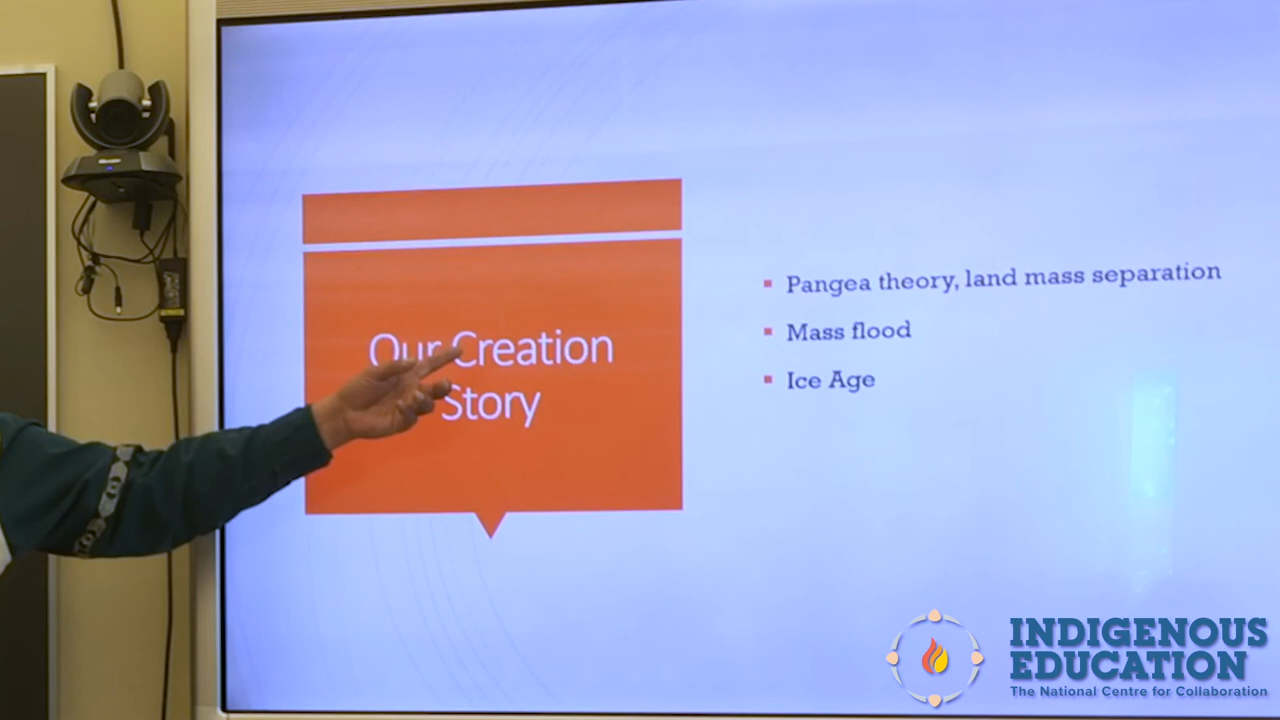 Our Creation
Story
Pangea theory, land mass separation
Mass flood
Ice Age
INDIGENOUS
EDUCATION
The National Centre for Collaboration